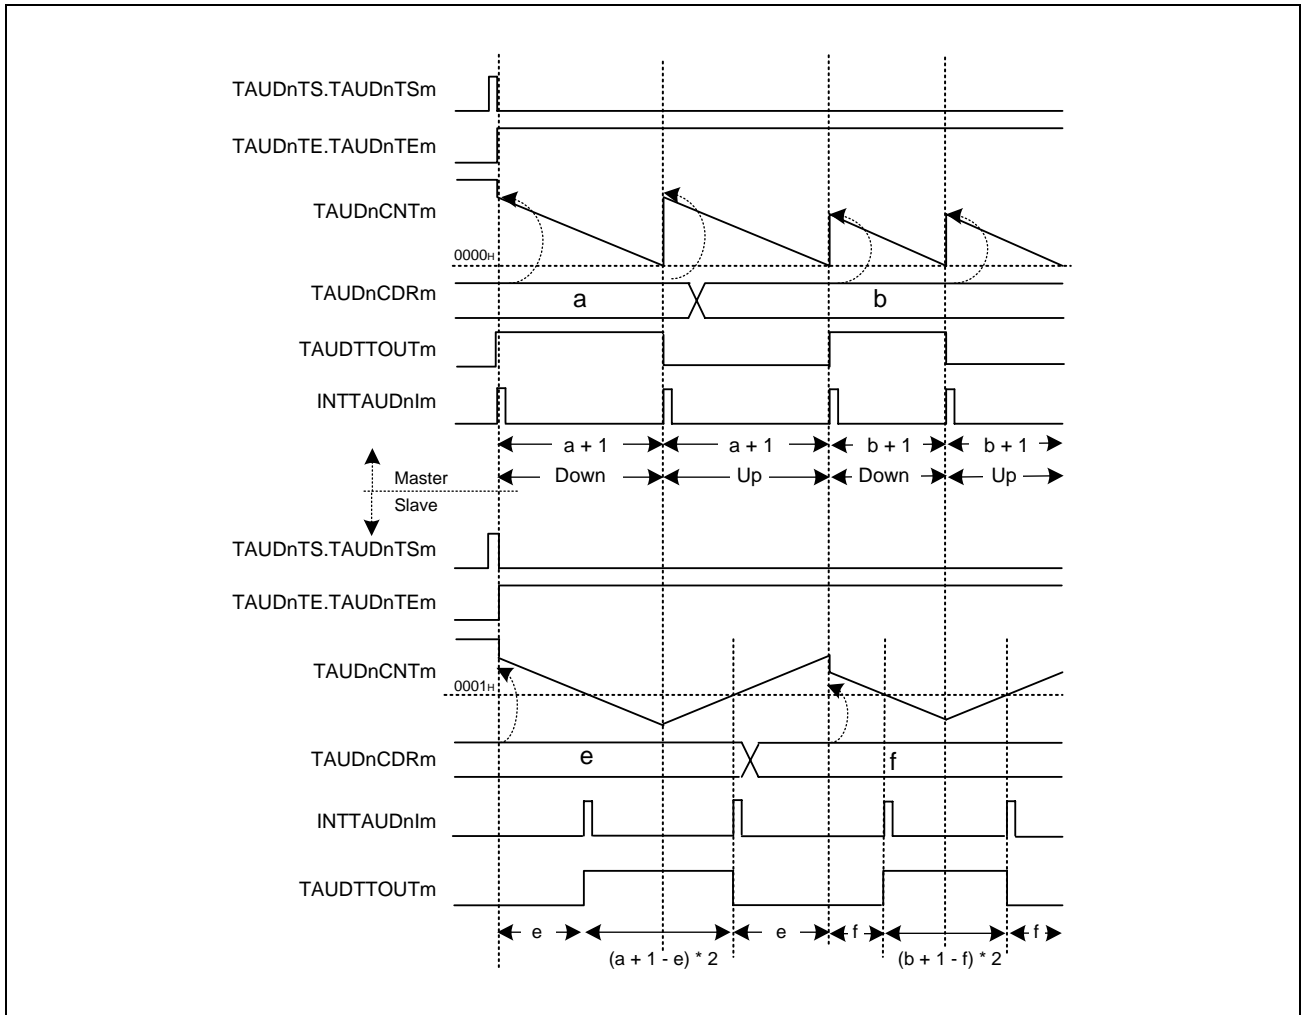 TAUDnTS.TAUDnTSm
TAUDnTE.TAUDnTEm
TAUDnCNTm
0000H
TAUDnCDRm
a
b
TAUDTTOUTm
INTTAUDnIm
a + 1
a + 1
b + 1
b + 1
Master
Down
Up
Down
Up
Slave
TAUDnTS.TAUDnTSm
TAUDnTE.TAUDnTEm
TAUDnCNTm
0001H
TAUDnCDRm
e
f
INTTAUDnIm
TAUDTTOUTm
e
e
f
f
(a + 1 - e) * 2
(b + 1 - f) * 2